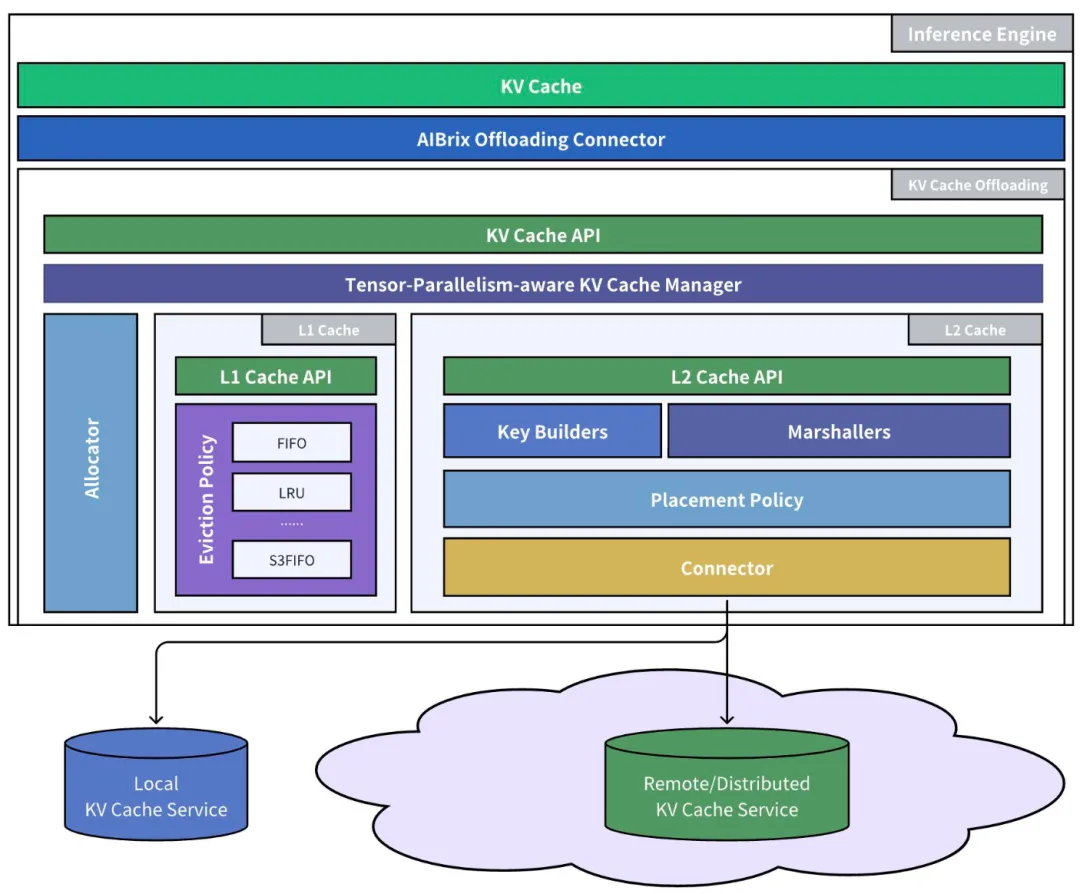 Inference Engine
KV Cache
AIBrix Offloading Connector
KV Cache Offloading
KV Cache API
Tensor-Parallelism-aware KV Cache Manager
Allocator
L1 Cache
L1 Cache API
Eviction Policy
FIFO
LRU
......
S3FIFO
L2 Cache
L2 Cache API
Key Builders
Marshallers
Placement Policy
Connector
Local
KV Cache Service
Remote/Distributed
KV Cache Service